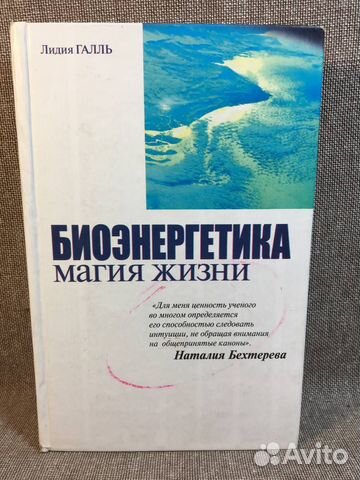 Лидия ГАЛЛЬ
БИОЭНЕРГЕТИКА
МАГИЯ ЖИЗНИ
«Для меня ценность ученого
во многом определяется
его способностью следовать
интуиции, не обращая внимания
на общепринятые каноны».
Наталия Бехтерева
Avito